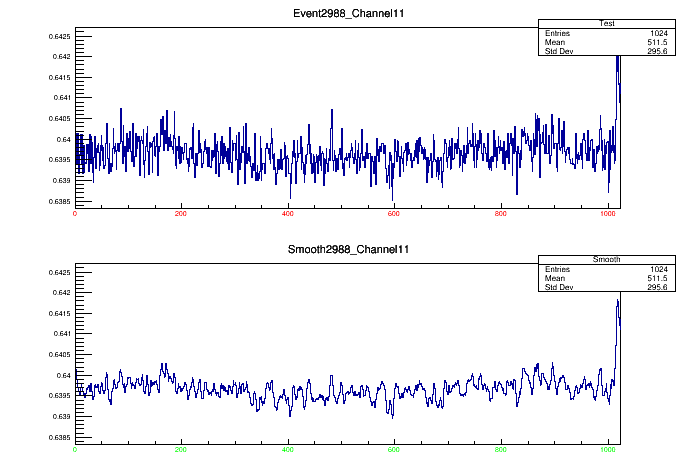 Event2988_Channel11
Test
Entries 1024
Mean 511.5
Std Dev 295.6
0.6425
0.642
0.6415
0.641
0.6405
0.64
0.6395
0.639
0.6385
0 200 400 600 800 1000
Smooth2988_Channel11
Smooth
Entries 1024
Mean 511.5
Std Dev 295.6
0.6425
0.642
0.6415
0.641
0.6405
0.64
0.6395
0.639
0.6385
0 200 400 600 800 1000